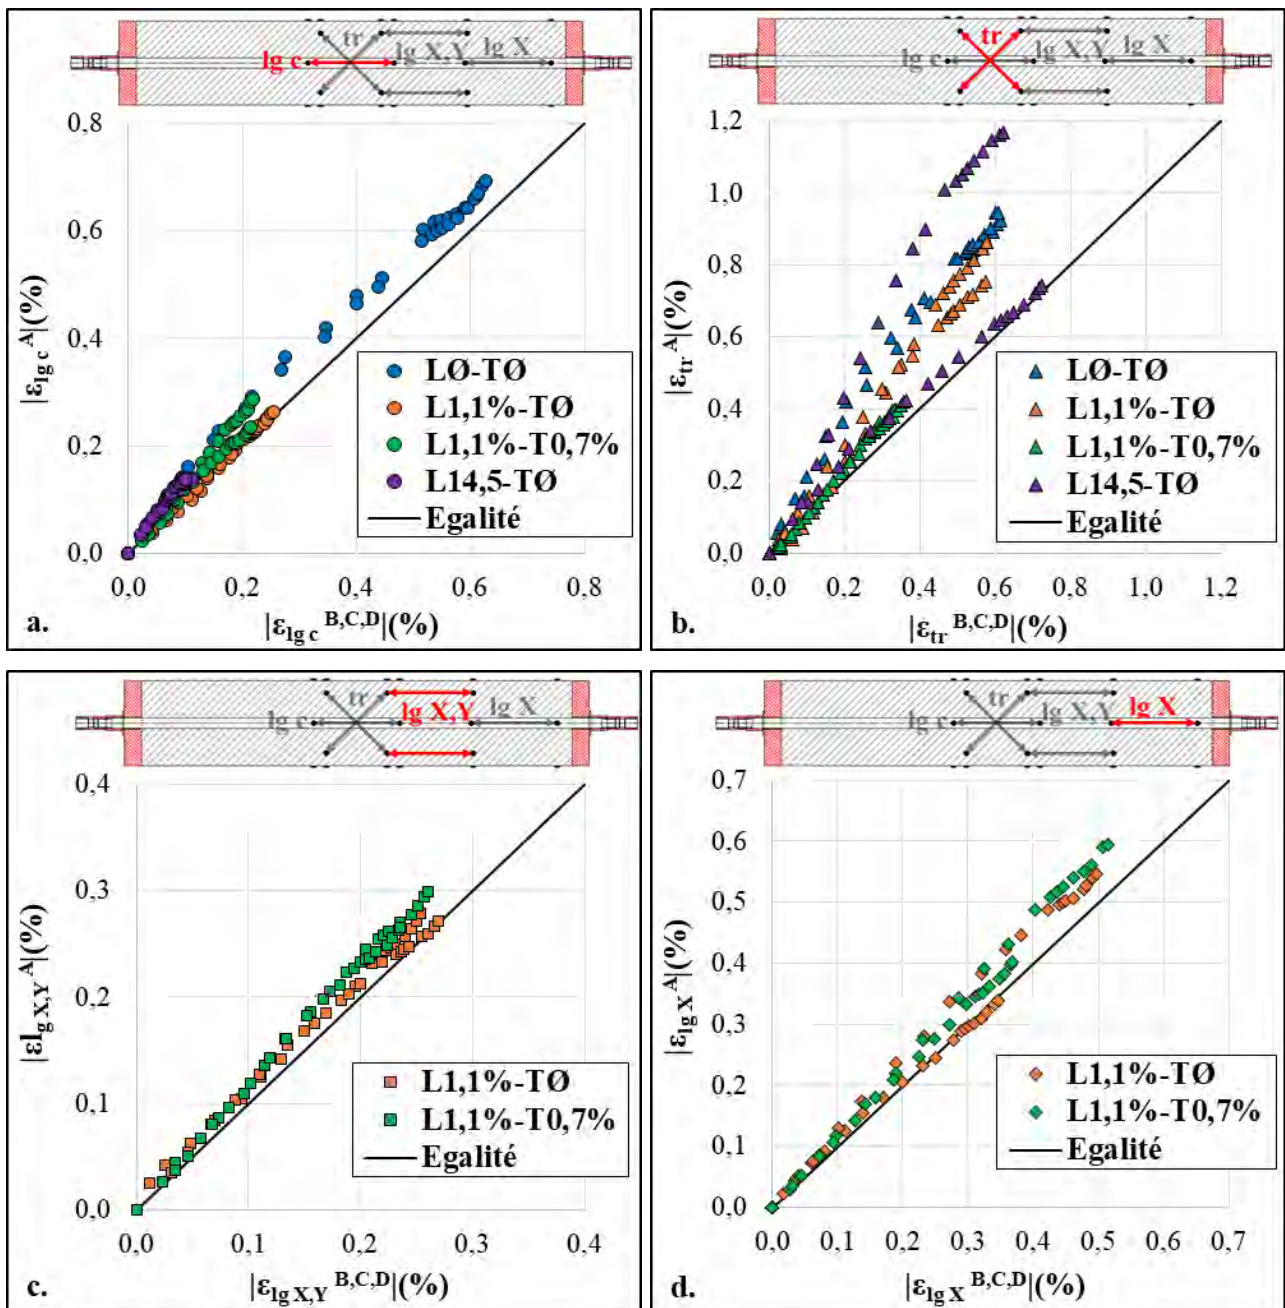 tr
lg c
lg X,Y
lg X
0,8
0,6
0,4
0,2
0,0
|ε lg c A|(%)
LØ-TØ
L1,1%-TØ
L1,1%-T0,7%
L14,5-TØ
Egalité
0,0 0,2 0,4 0,6 0,8
a.
|ε lg c B,C,D|(%)
tr
lg c
lg X,Y
lg X
1,2
1,0
0,8
0,6
0,4
0,2
0,0
|ε tr A|(%)
LØ-TØ
L1,1%-TØ
L1,1%-T0,7%
L14,5-TØ
Egalité
0,0 0,2 0,4 0,6 0,8 1,0 1,2
b.
|ε tr B,C,D|(%)
tr
lg c
lg X,Y
lg X
0,4
0,3
0,2
0,1
0,0
|εlg X,Y A|(%)
L1,1%-TØ
L1,1%-T0,7%
Egalité
0,0 0,1 0,2 0,3 0,4
c.
|ε lg X,Y B,C,D|(%)
tr
lg c
lg X,Y
lg X
0,7
0,6
0,5
0,4
0,3
0,2
0,1
0,0
|ε lg X A|(%)
L1,1%-TØ
L1,1%-T0,7%
Egalité
0,0 0,1 0,2 0,3 0,4 0,5 0,6 0,7
d.
|ε lg X B,C,D|(%)